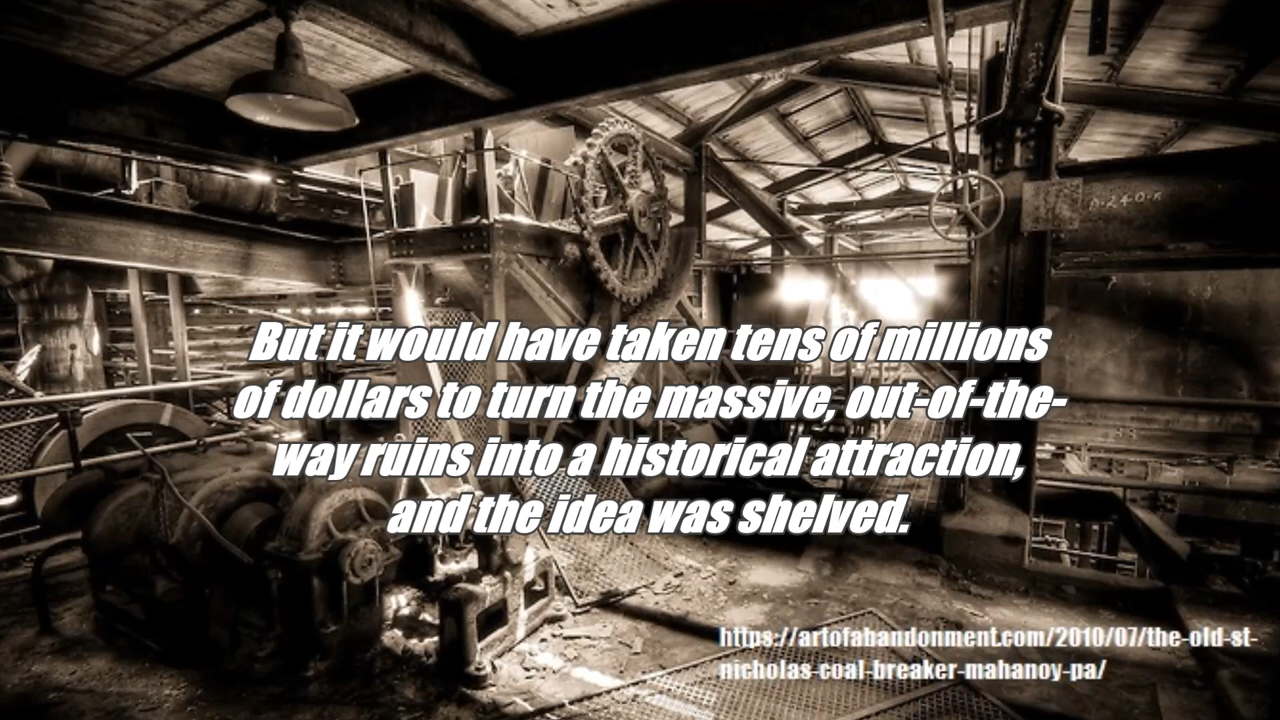 But it would have taken tens of millions
of dollars to turn the massive, out-of-the-
way ruins into a historical attraction,
and the idea was shelved.
https://artofabandonment.com/2010/07/the-old-st-
nicholas-coal-breaker-mahanoy-pa/